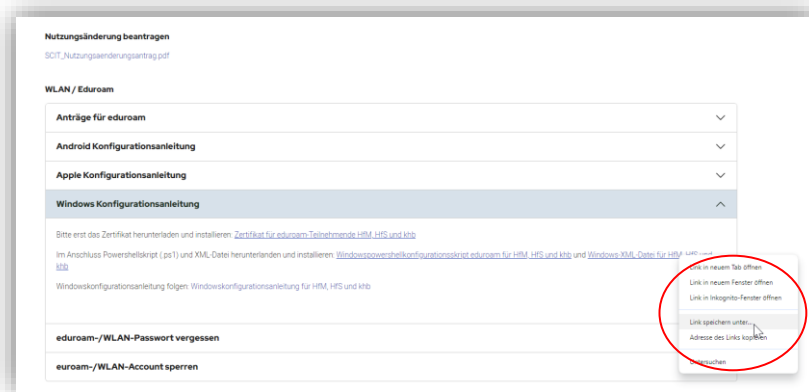 Nutzungsänderung beantragen
SCIT_Nutzungsaenderungsantrag.pdf
WLAN / Eduroam
Anträge für eduroam
Android Konfigurationsanleitung
Apple Konfigurationsanleitung
Windows Konfigurationsanleitung
Bitte erst das Zertifikat herunterladen und installieren: Zertifikat für eduroam-Teilnehmende HfM, HfS und khb
Im Anschluss Powershellskript (.ps1) und XML-Datei herunterlanden und installieren: Windowspowershellkonfigurationsskript eduroam für HfM, HfS und khb und Windows-XML-Datei für HfM, HfS und
khb
Windowskonfigurationsanleitung folgen: Windowskonfigurationsanleitung für HfM, HfS und khb
Link in neuem Tab öffnen
Link in neuem Fenster öffnen
Link in Inkognito-Fenster öffnen
Link speichern unter...
Adresse des Links kopieren
Untersuchen
eduroam-/WLAN-Passwort vergessen
euroam-/WLAN-Account sperren